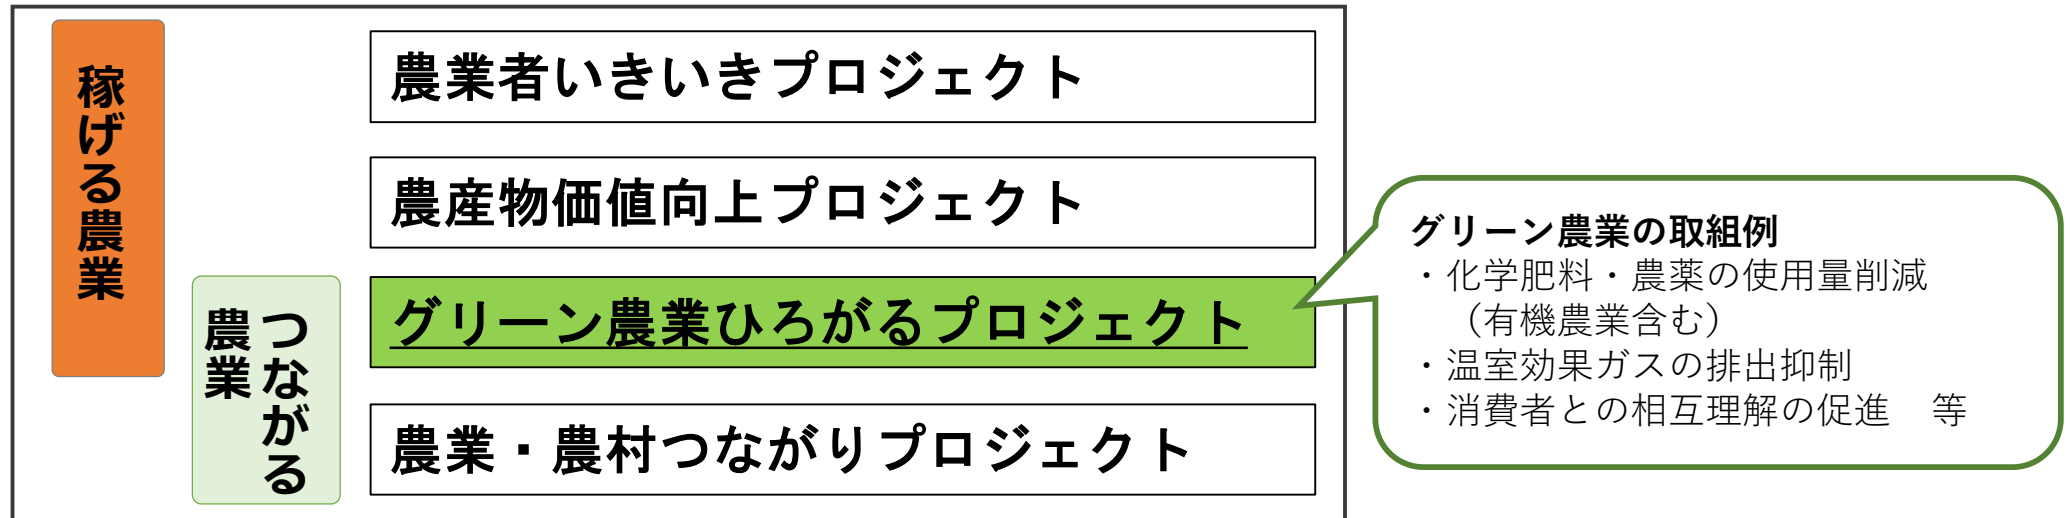 稼げる農業
つながる
農業
農業者いきいきプロジェクト
農産物価値向上プロジェクト
グリーン農業ひろがるプロジェクト
農業・農村つながりプロジェクト
グリーン農業の取組例
・化学肥料・農薬の使用量削減
（有機農業含む）
・温室効果ガスの排出抑制
・消費者との相互理解の促進　等